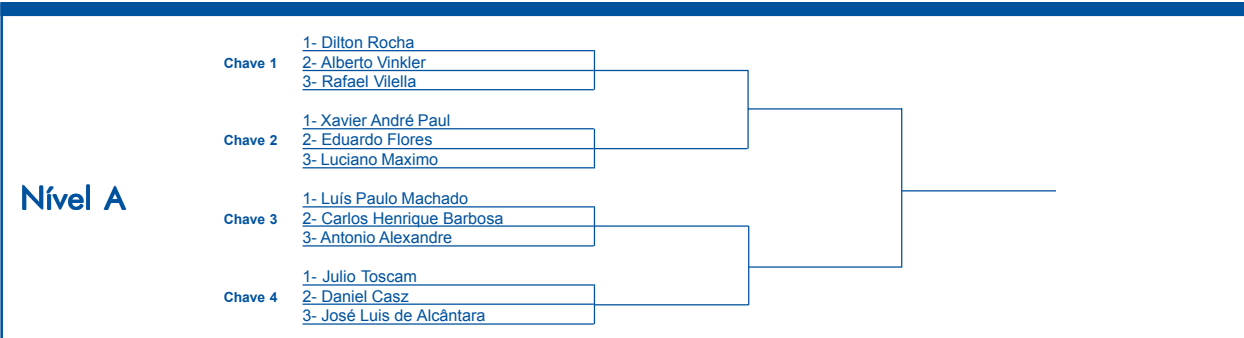 Nível A
Chave 1
1- Dilton Rocha
2- Alberto Vinkler
3- Rafael Vilella
Chave 2
1- Xavier André Paul
2- Eduardo Flores
3- Luciano Maximo
Chave 3
1- Luís Paulo Machado
2- Carlos Henrique Barbosa
3- Antonio Alexandre
Chave 4
1- Julio Toscam
2- Daniel Casz
3- José Luis de Alcântara